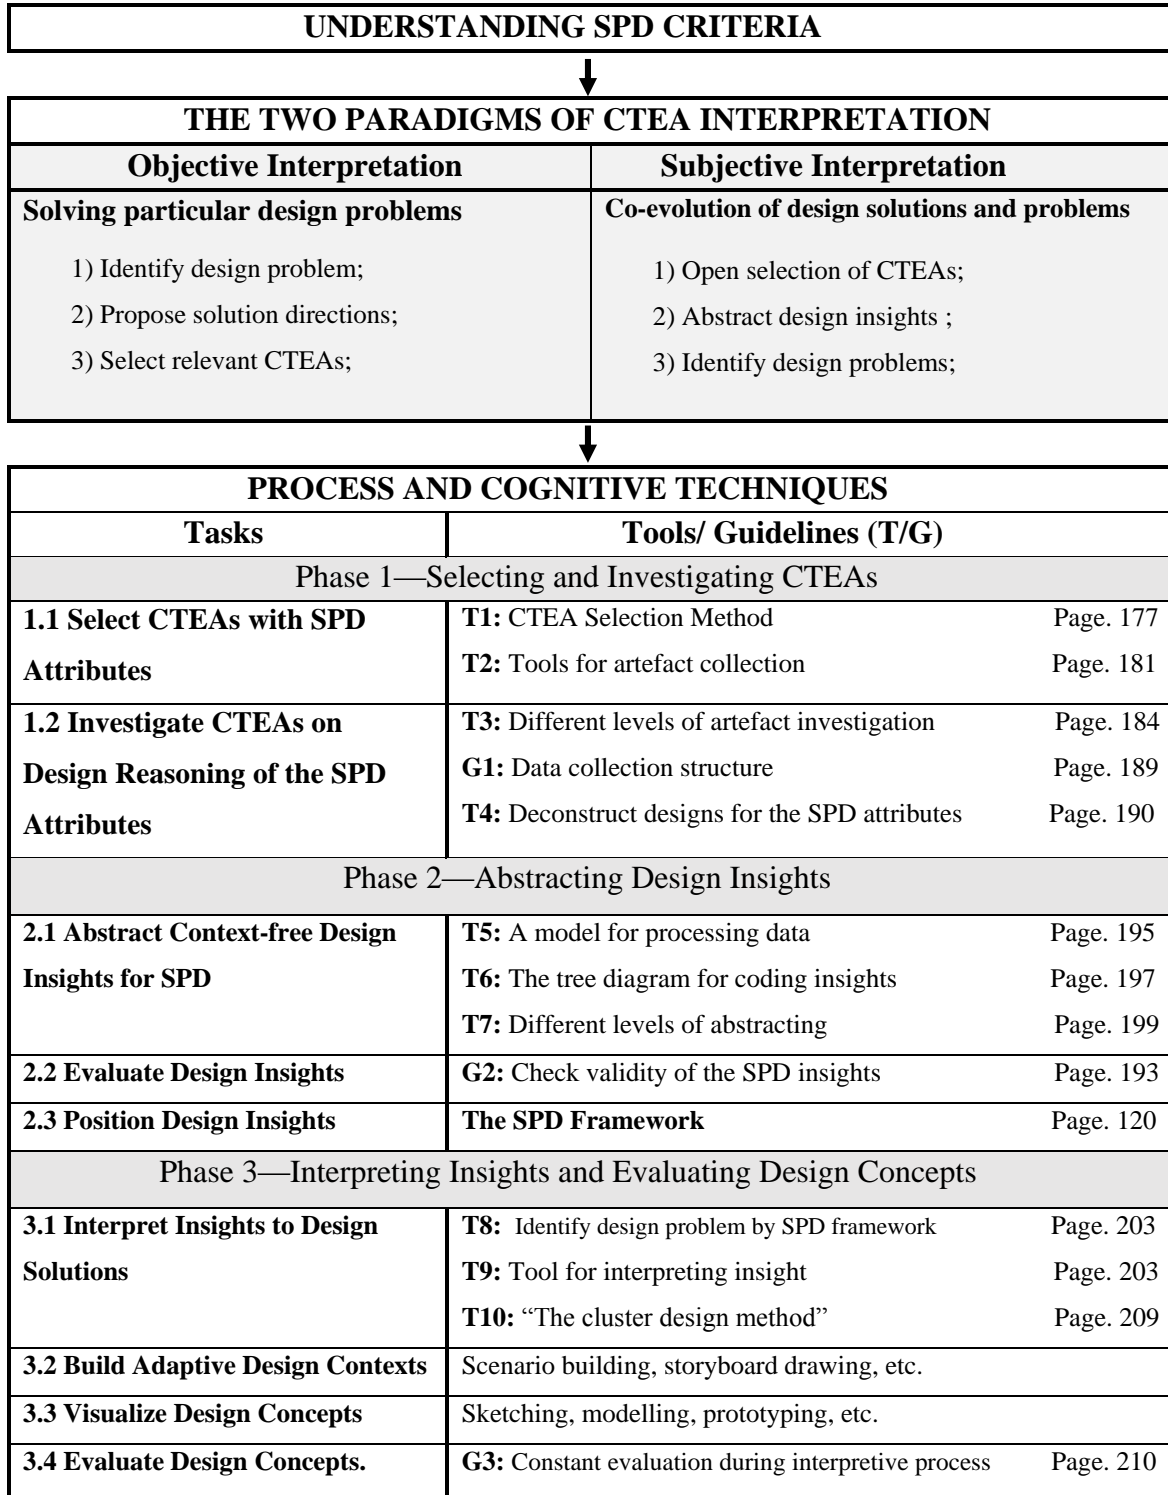 UNDERSTANDING SPD CRITERIA
THE TWO PARADIGMS OF CTEA INTERPRETATION
Objective Interpretation
Solving particular design problems
1) Identify design problem;
2) Propose solution directions;
3) Select relevant CTEAs;
Subjective Interpretation
Co-evolution of design solutions and problems
1) Open selection of CTEAs;
2) Abstract design insights ;
3) Identify design problems;
PROCESS AND COGNITIVE TECHNIQUES
Tasks Tools/ Guidelines (T/G)
Phase 1—Selecting and Investigating CTEAs
1.1 Select CTEAs with SPD
Attributes
T1: CTEA Selection Method Page. 177
T2: Tools for artefact collection Page. 181
1.2 Investigate CTEAs on
Design Reasoning of the SPD
Attributes
T3: Different levels of artefact investigation Page. 184
G1: Data collection structure Page. 189
T4: Deconstruct designs for the SPD attributes Page. 190
Phase 2—Abstracting Design Insights
2.1 Abstract Context-free Design
Insights for SPD
T5: A model for processing data Page. 195
T6: The tree diagram for coding insights Page. 197
T7: Different levels of abstracting Page. 199
2.2 Evaluate Design Insights G2: Check validity of the SPD insights Page. 193
2.3 Position Design Insights The SPD Framework Page. 120
Phase 3—Interpreting Insights and Evaluating Design Concepts
3.1 Interpret Insights to Design
Solutions
T8: Identify design problem by SPD framework Page. 203
T9: Tool for interpreting insight Page. 203
T10: “The cluster design method” Page. 209
3.2 Build Adaptive Design Contexts Scenario building, storyboard drawing, etc.
3.3 Visualize Design Concepts Sketching, modelling, prototyping, etc.
3.4 Evaluate Design Concepts. G3: Constant evaluation during interpretive process Page. 210